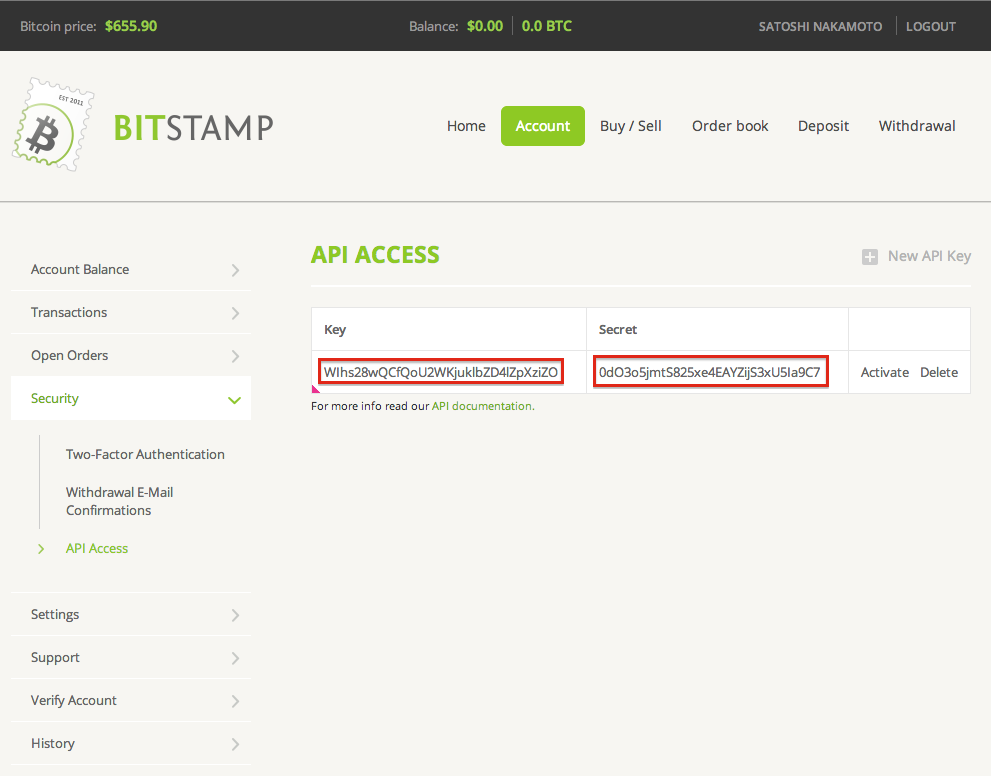 Bitcoin price: $655.90 Balance: $0.00 0.0 BTC SATOSHI NAKAMOTO LOGOUT
EST 2011
BITSTAMP
Home Account Buy / Sell Order book Deposit Withdrawal
API ACCESS
New API Key
Key Secret
WIhs28wQCfQoU2WKjukIbZD4lZpXziZO 0dO3o5jmtS825xe4EAYZijS3xU5Ia9C7 Activate Delete
For more info read our API documentation.
Account Balance
Transactions
Open Orders
Security
Two-Factor Authentication
Withdrawal E-Mail
Confirmations
API Access
Settings
Support
Verify Account
History